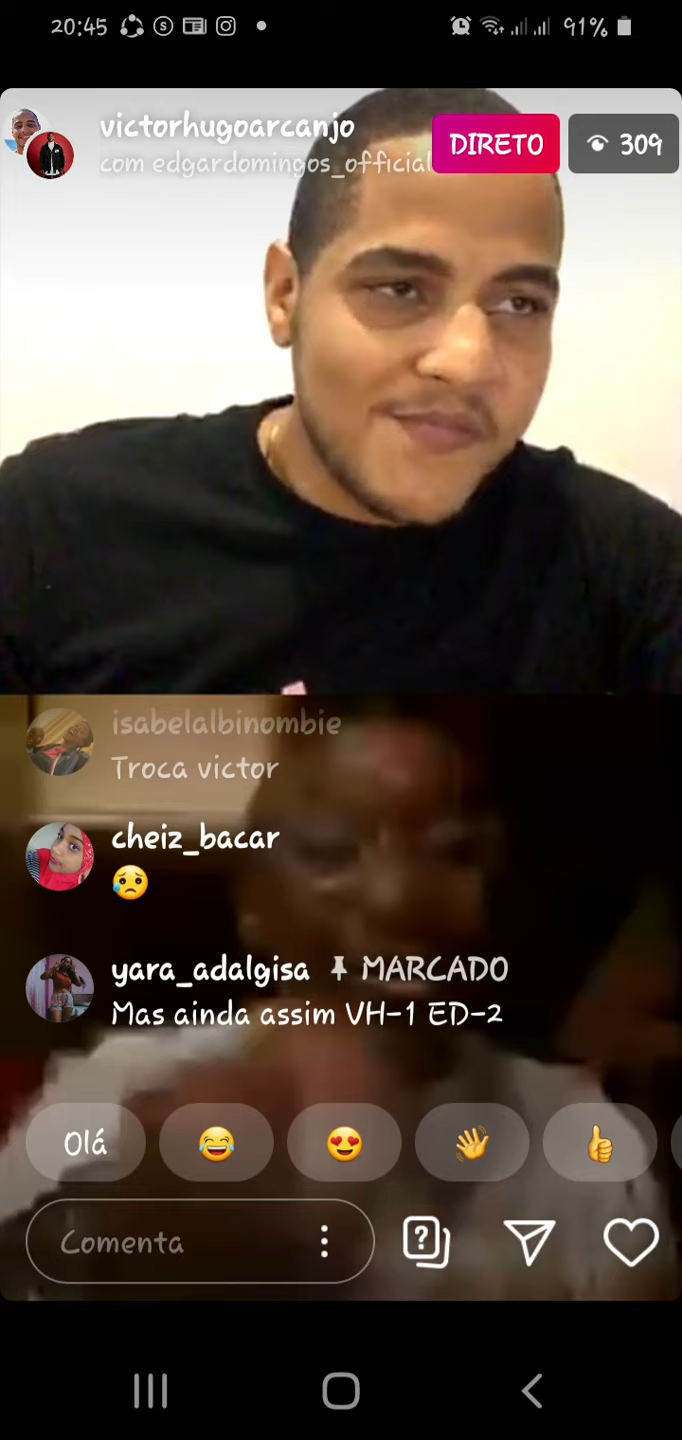 20:45
91%
victorhugoarcanjo
com edgardomingos_official
DIRETO
309
isabelalbinombie
Troca victor
cheiz_bacar
😥
yara_adalgisa MARCADO
Mas ainda assim VH-1 ED-2
Olá 😂 😍 👋 👍
Comenta